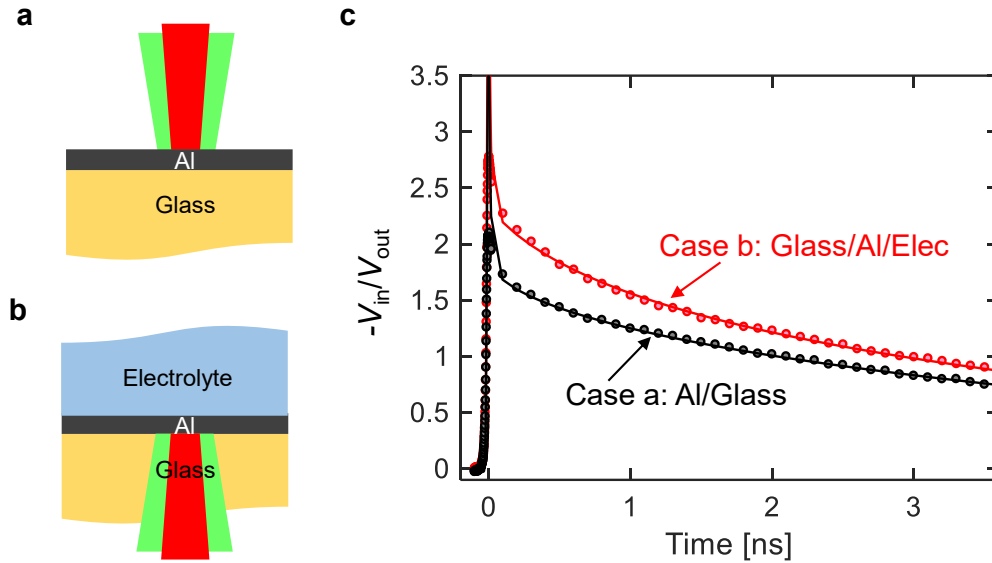 a
Al
Glass
b
Electrolyte
Al
Glass
c
3.5
3
2.5
2
1.5
1
0.5
0
-Vin/Vout
Case b: Glass/Al/Elec
Case a: Al/Glass
0
1
2
3
Time [ns]